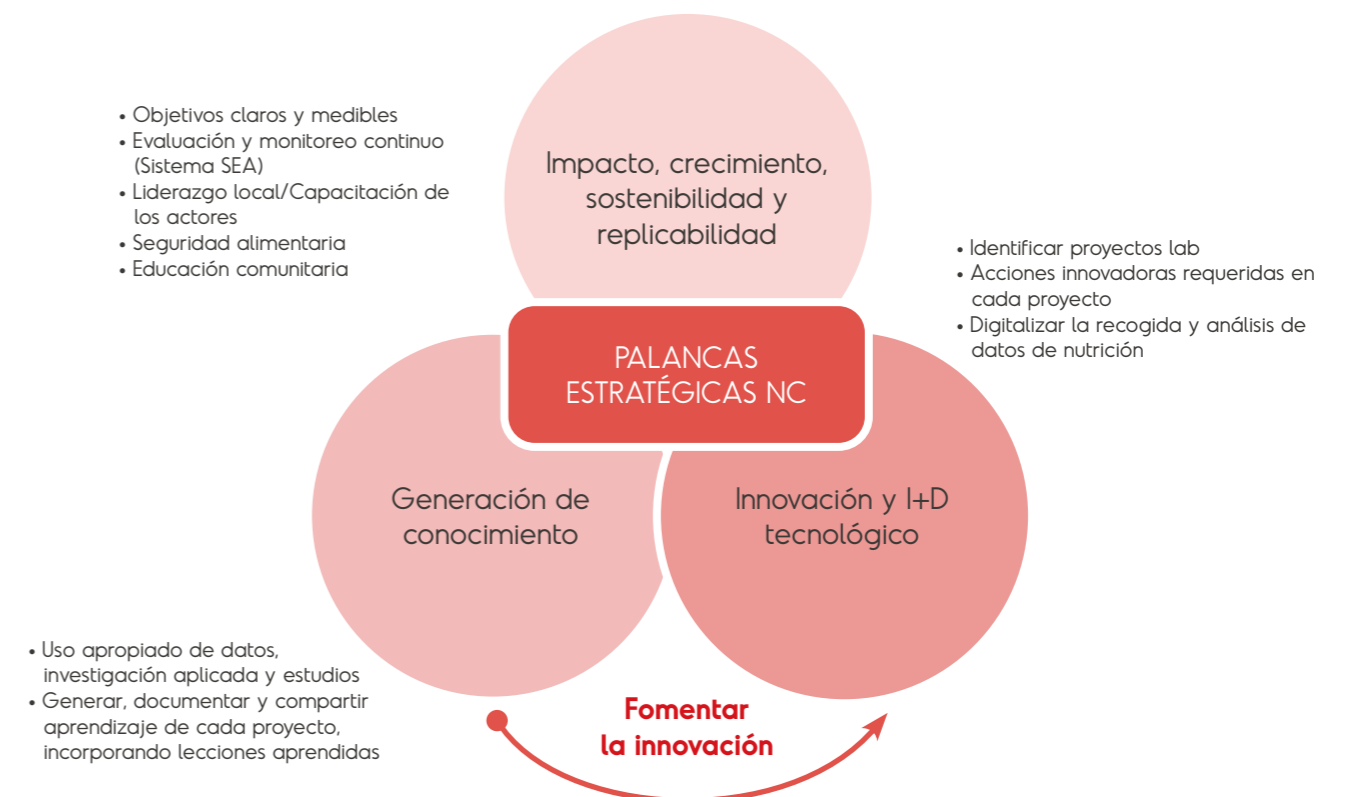 • Objetivos claros y medibles
• Evaluación y monitoreo continuo
(Sistema SEA)
• Liderazgo local/Capacitación de
los actores
• Seguridad alimentaria
• Educación comunitaria
Impacto, crecimiento,
sostenibilidad y
replicabilidad
• Identificar proyectos lab
• Acciones innovadoras requeridas en
cada proyecto
• Digitalizar la recogida y análisis de
datos de nutrición
PALANCAS
ESTRATÉGICAS NC
Generación de
conocimiento
Innovación y I+D
tecnológico
• Uso apropiado de datos,
investigación aplicada y estudios
• Generar, documentar y compartir
aprendizaje de cada proyecto,
incorporando lecciones aprendidas
Fomentar
la innovación